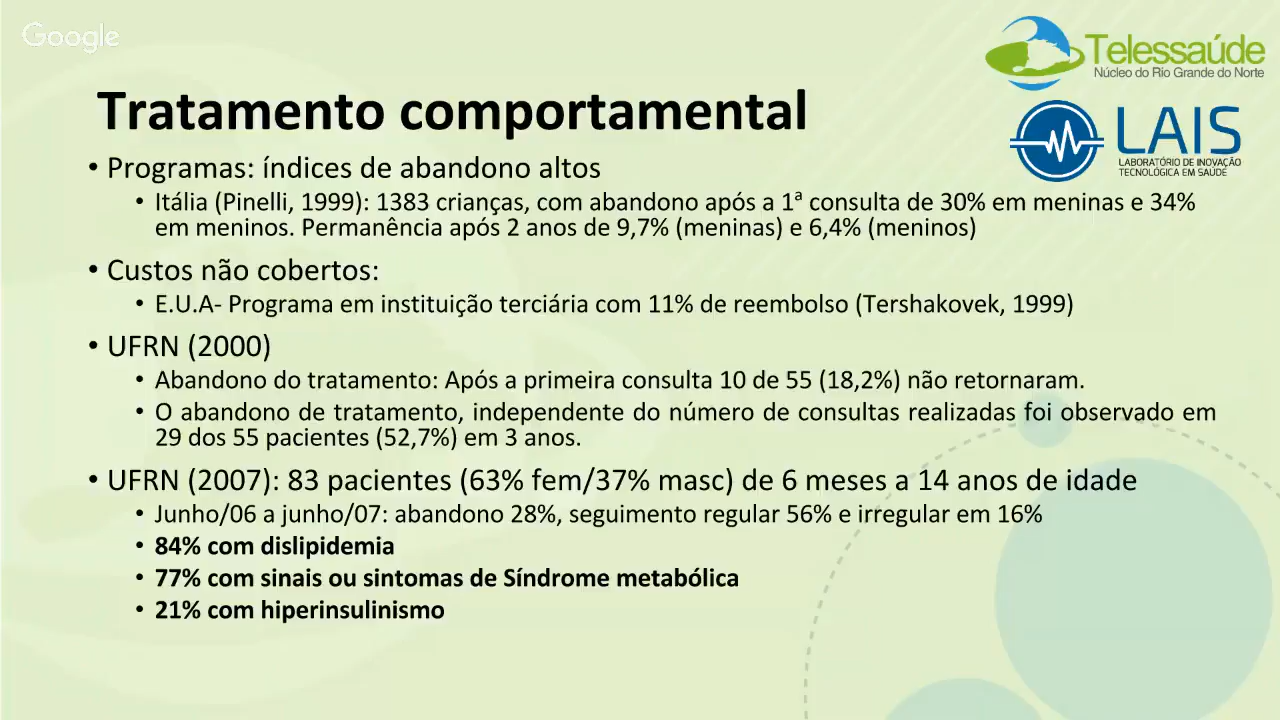 Google
Telessaúde
Núcleo do Rio Grande do Norte
LAIS
LABORATÓRIO DE INOVAÇÃO
TECNOLÓGICA EM SAÚDE
Tratamento comportamental
• Programas: índices de abandono altos
• Itália (Pinelli, 1999): 1383 crianças, com abandono após a 1ª consulta de 30% em meninas e 34%
em meninos. Permanência após 2 anos de 9,7% (meninas) e 6,4% (meninos)
• Custos não cobertos:
• E.U.A- Programa em instituição terciária com 11% de reembolso (Tershakovek, 1999)
• UFRN (2000)
• Abandono do tratamento: Após a primeira consulta 10 de 55 (18,2%) não retornaram.
• O abandono de tratamento, independente do número de consultas realizadas foi observado em
29 dos 55 pacientes (52,7%) em 3 anos.
• UFRN (2007): 83 pacientes (63% fem/37% masc) de 6 meses a 14 anos de idade
• Junho/06 a junho/07: abandono 28%, seguimento regular 56% e irregular em 16%
• 84% com dislipidemia
• 77% com sinais ou sintomas de Síndrome metabólica
• 21% com hiperinsulinismo